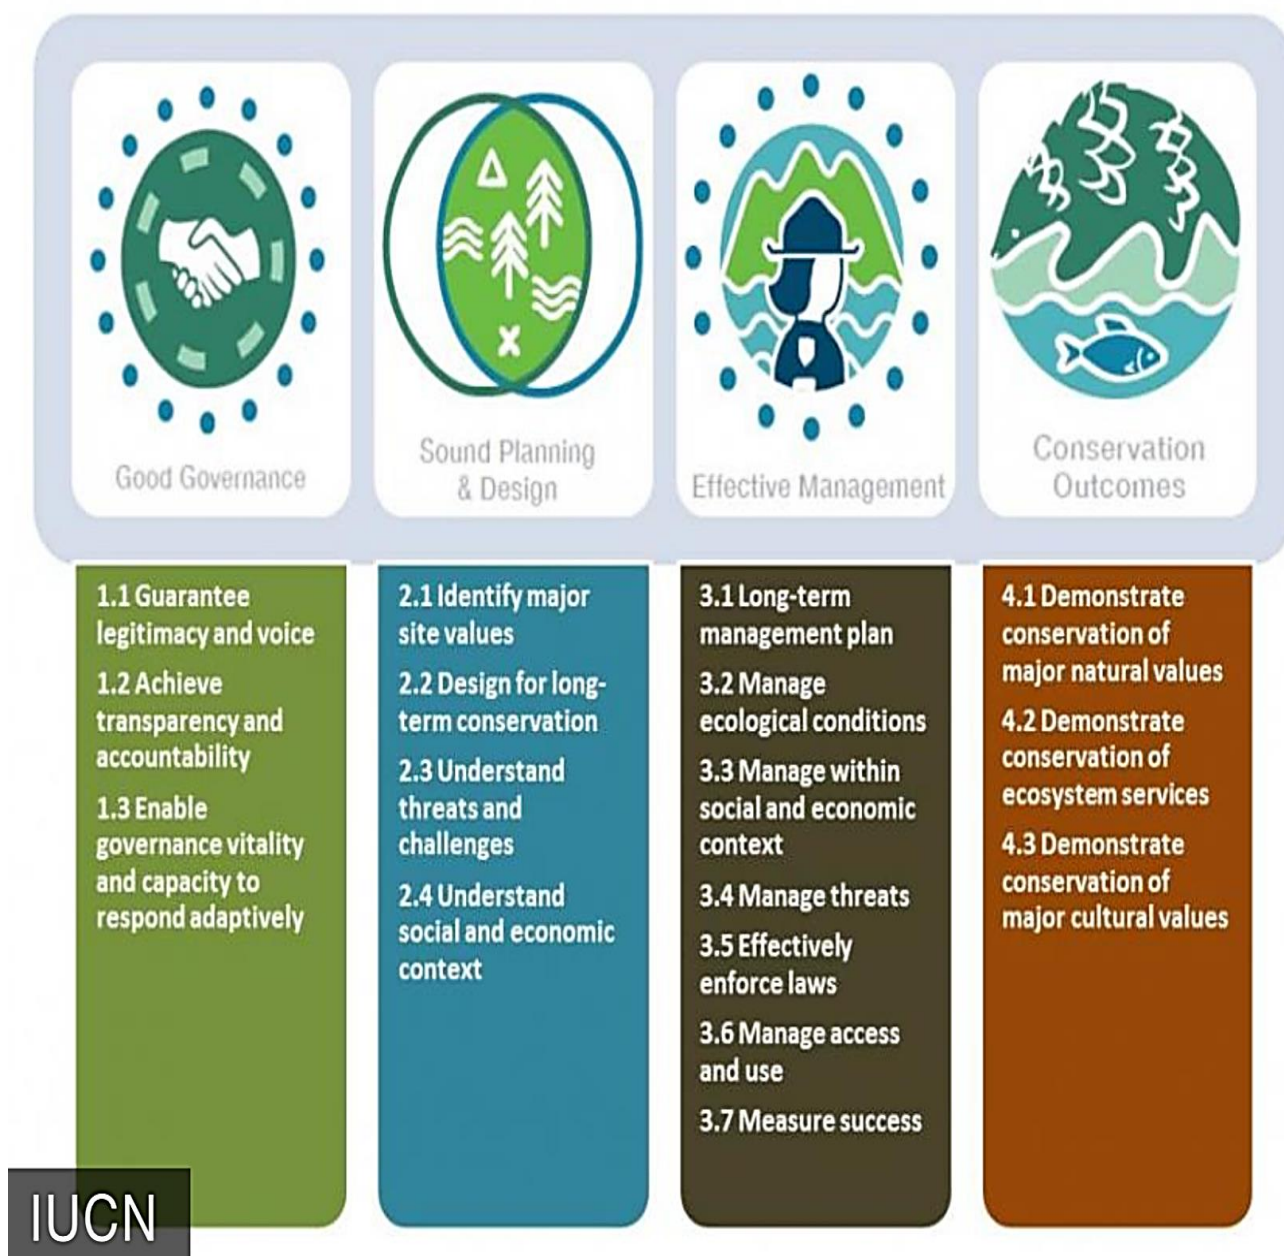 Good Governance
Sound Planning
& Design
Effective Management
Conservation
Outcomes
1.1 Guarantee
legitimacy and voice
1.2 Achieve
transparency and
accountability
1.3 Enable
governance vitality
and capacity to
respond adaptively
2.1 Identify major
site values
2.2 Design for long-
term conservation
2.3 Understand
threats and
challenges
2.4 Understand
social and economic
context
3.1 Long-term
management plan
3.2 Manage
ecological conditions
3.3 Manage within
social and economic
context
3.4 Manage threats
3.5 Effectively
enforce laws
3.6 Manage access
and use
3.7 Measure success
4.1 Demonstrate
conservation of
major natural values
4.2 Demonstrate
conservation of
ecosystem services
4.3 Demonstrate
conservation of
major cultural values
IUCN